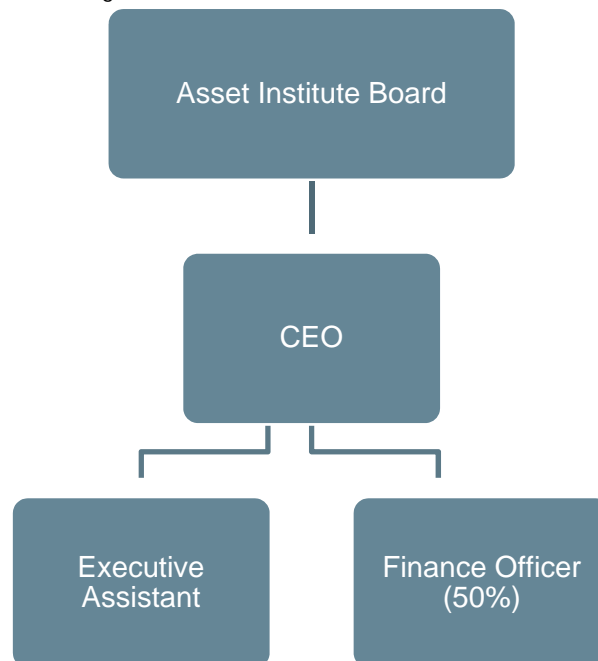 Asset Institute Board
CEO
Executive
Assistant
Finance Officer
(50%)